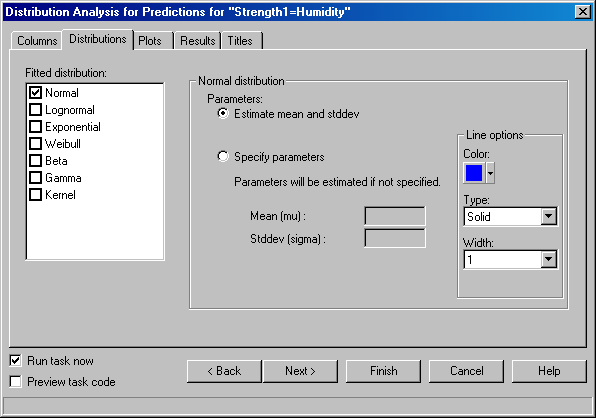 Distribution Analysis for Predictions for "Strength1=Humidity"
Columns Distributions Plots Results Titles
Fitted distribution:
Normal
Lognormal
Exponential
Weibull
Beta
Gamma
Kernel
Normal distribution
Parameters:
Estimate mean and stddev
Specify parameters
Parameters will be estimated if not specified.
Mean (mu) :
Stddev (sigma) :
Line options
Color:
Type:
Solid
Width:
1
Run task now
Preview task code
< Back Next > Finish Cancel Help